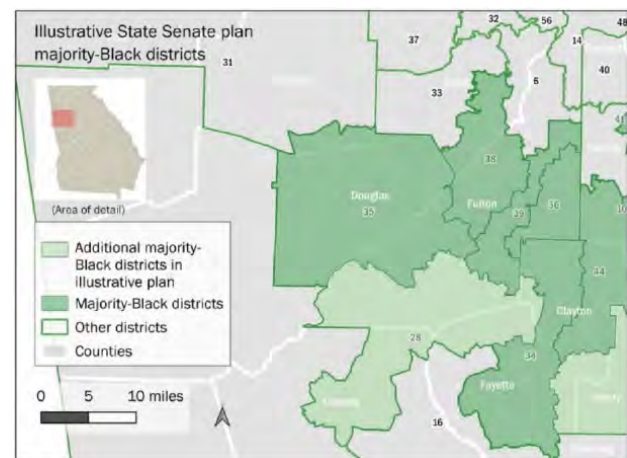 Illustrative State Senate plan
majority-Black districts
(Area of detail)
Additional majority-
Black districts in
illustrative plan
Majority-Black districts
Other districts
Counties
0 5 10 miles
32
56
48
37
14
31
5
40
33
38
Douglas
35
Fulton
39
36
44
Clayton
28
34
Fayette
16